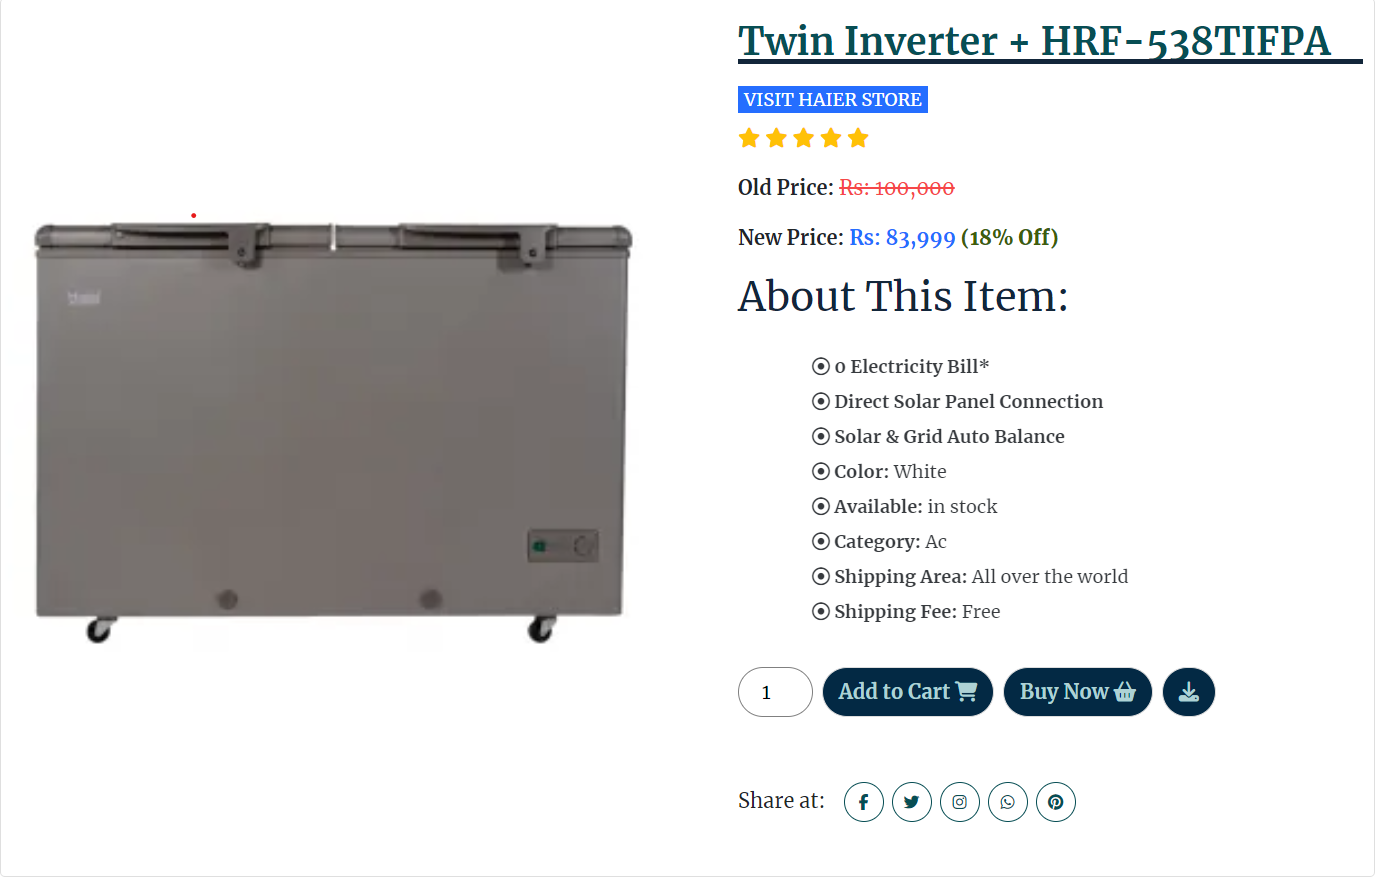 Twin Inverter + HRF-538TIFPA
VISIT HAIER STORE
Old Price: Rs: 100,000
New Price: Rs: 83,999 (18% Off)
About This Item:
0 Electricity Bill*
Direct Solar Panel Connection
Solar & Grid Auto Balance
Color: White
Available: in stock
Category: Ac
Shipping Area: All over the world
Shipping Fee: Free
1
Add to Cart
Buy Now
Share at: